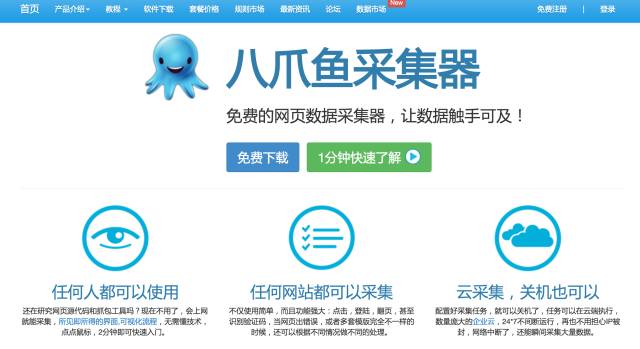 首页 产品介绍 教程 软件下载 套餐价格 规则市场 最新资讯 论坛 数据市场 New 免费注册 | 登录
八爪鱼采集器
免费的网页数据采集器，让数据触手可及！
免费下载 1分钟快速了解
任何人都可以使用 任何网站都可以采集 云采集，关机也可以
还在研究网页源代码和抓包工具吗？现在不用了，会上网
就能采集，所见即所得的界面,可视化流程，无需懂技术，
点点鼠标，2分钟即可快速入门。
不仅使用简单，而且功能强大：点击，登陆，翻页，甚至
识别验证码，当网页出错误，或者多套模版完全不一样的
时候，还可以根据不同情况做不同的处理。
配置好采集任务，就可以关机了，任务可以在云端执行，
数量庞大的企业云，24*7不间断运行，再也不用担心IP被
封，网络中断了，还能瞬间采集大量数据。